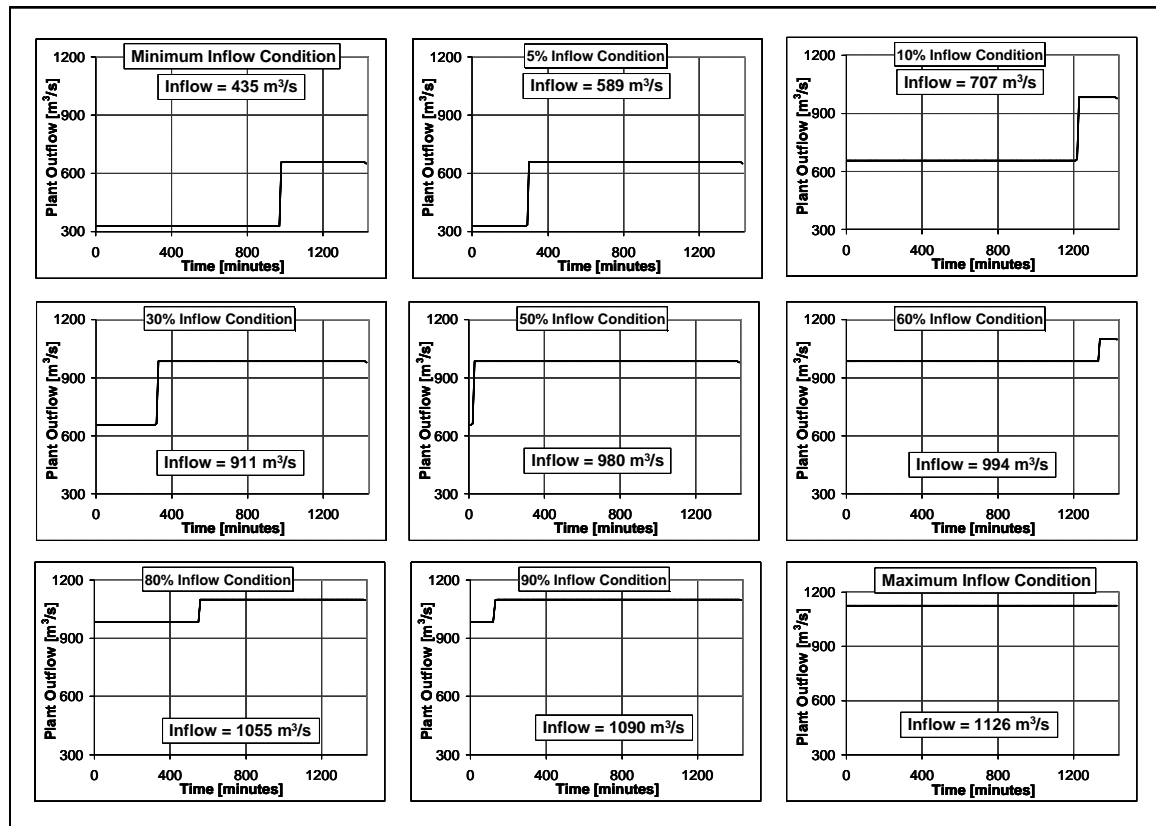 Minimum Inflow Condition
Inflow = 435 m³/s
Plant Outflow [m³/s]
1200
900
600
300
0 400 800 1200
Time [minutes]
5% Inflow Condition
Inflow = 589 m³/s
Plant Outflow [m³/s]
1200
900
600
300
0 400 800 1200
Time [minutes]
10% Inflow Condition
Inflow = 707 m³/s
Plant Outflow [m³/s]
1200
900
600
300
0 400 800 1200
Time [minutes]
30% Inflow Condition
Inflow = 911 m³/s
Plant Outflow [m³/s]
1200
900
600
300
0 400 800 1200
Time [minutes]
50% Inflow Condition
Inflow = 980 m³/s
Plant Outflow [m³/s]
1200
900
600
300
0 400 800 1200
Time [minutes]
60% Inflow Condition
Inflow = 994 m³/s
Plant Outflow [m³/s]
1200
900
600
300
0 400 800 1200
Time [minutes]
80% Inflow Condition
Inflow = 1055 m³/s
Plant Outflow [m³/s]
1200
900
600
300
0 400 800 1200
Time [minutes]
90% Inflow Condition
Inflow = 1090 m³/s
Plant Outflow [m³/s]
1200
900
600
300
0 400 800 1200
Time [minutes]
Maximum Inflow Condition
Inflow = 1126 m³/s
Plant Outflow [m³/s]
1200
900
600
300
0 400 800 1200
Time [minutes]